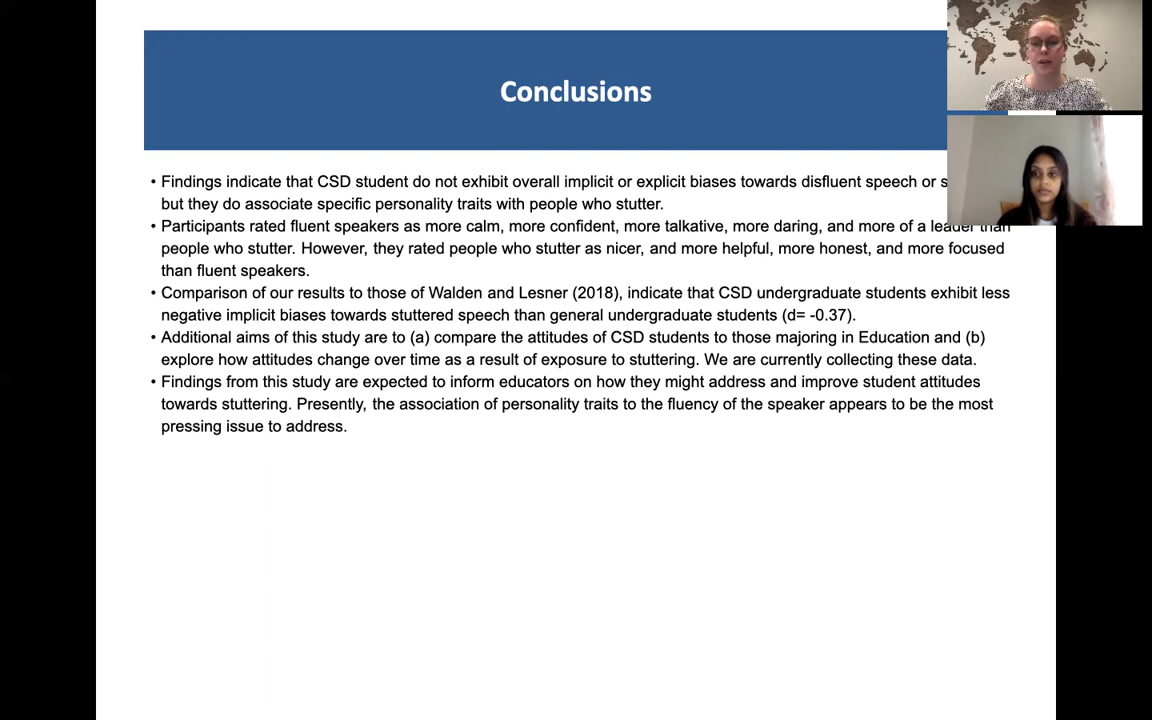 Conclusions
• Findings indicate that CSD student do not exhibit overall implicit or explicit biases towards disfluent speech or
but they do associate specific personality traits with people who stutter.
• Participants rated fluent speakers as more calm, more confident, more talkative, more daring, and more of a leader than
people who stutter. However, they rated people who stutter as nicer, and more helpful, more honest, and more focused
than fluent speakers.
• Comparison of our results to those of Walden and Lesner (2018), indicate that CSD undergraduate students exhibit less
negative implicit biases towards stuttered speech than general undergraduate students (d= -0.37).
• Additional aims of this study are to (a) compare the attitudes of CSD students to those majoring in Education and (b)
explore how attitudes change over time as a result of exposure to stuttering. We are currently collecting these data.
• Findings from this study are expected to inform educators on how they might address and improve student attitudes
towards stuttering. Presently, the association of personality traits to the fluency of the speaker appears to be the most
pressing issue to address.